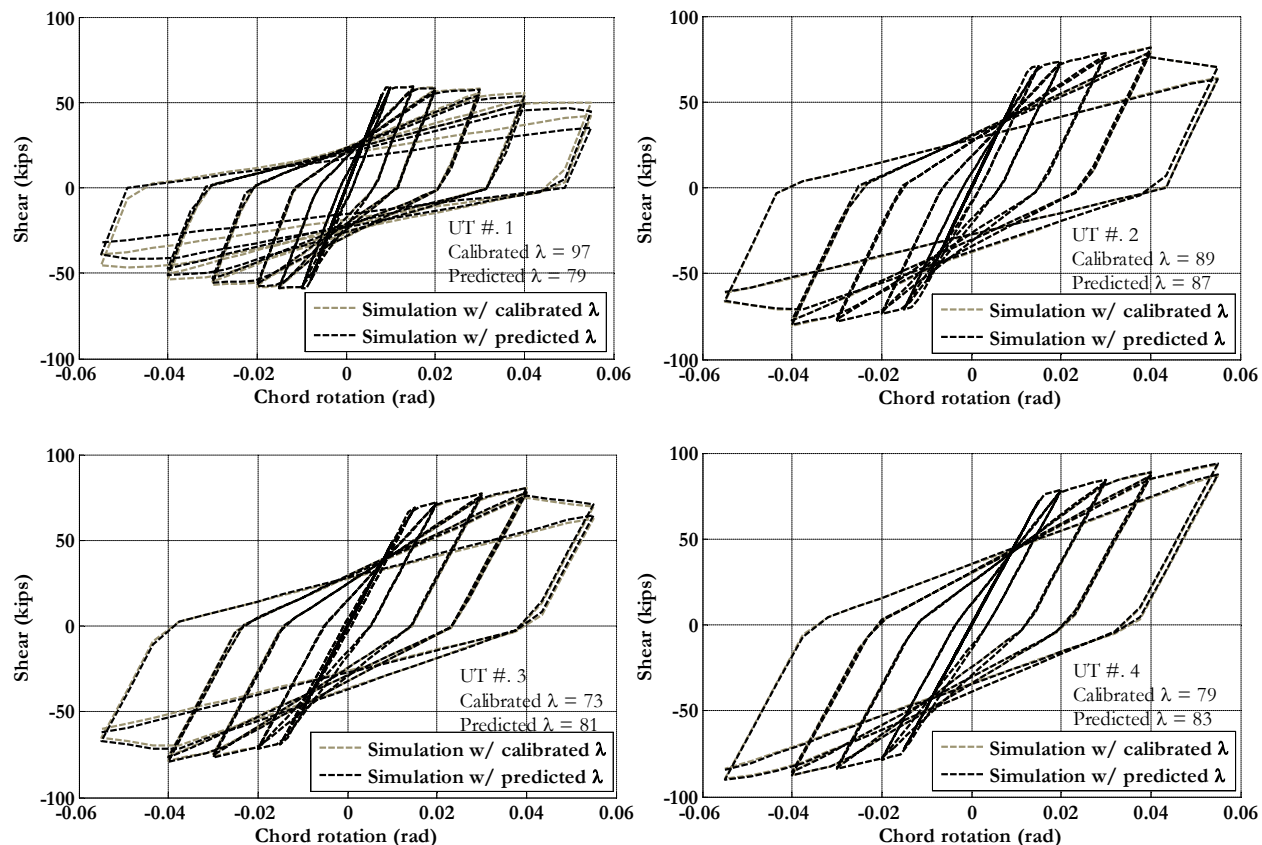 100
50
0
-50
-100
Shear (kips)
UT #. 1
Calibrated λ = 97
Predicted λ = 79
Simulation w/ calibrated λ
Simulation w/ predicted λ
-0.06 -0.04 -0.02 0 0.02 0.04 0.06
Chord rotation (rad)
100
50
0
-50
-100
Shear (kips)
UT #. 2
Calibrated λ = 89
Predicted λ = 87
Simulation w/ calibrated λ
Simulation w/ predicted λ
-0.06 -0.04 -0.02 0 0.02 0.04 0.06
Chord rotation (rad)
100
50
0
-50
-100
Shear (kips)
UT #. 3
Calibrated λ = 73
Predicted λ = 81
Simulation w/ calibrated λ
Simulation w/ predicted λ
-0.06 -0.04 -0.02 0 0.02 0.04 0.06
Chord rotation (rad)
100
50
0
-50
-100
Shear (kips)
UT #. 4
Calibrated λ = 79
Predicted λ = 83
Simulation w/ calibrated λ
Simulation w/ predicted λ
-0.06 -0.04 -0.02 0 0.02 0.04 0.06
Chord rotation (rad)